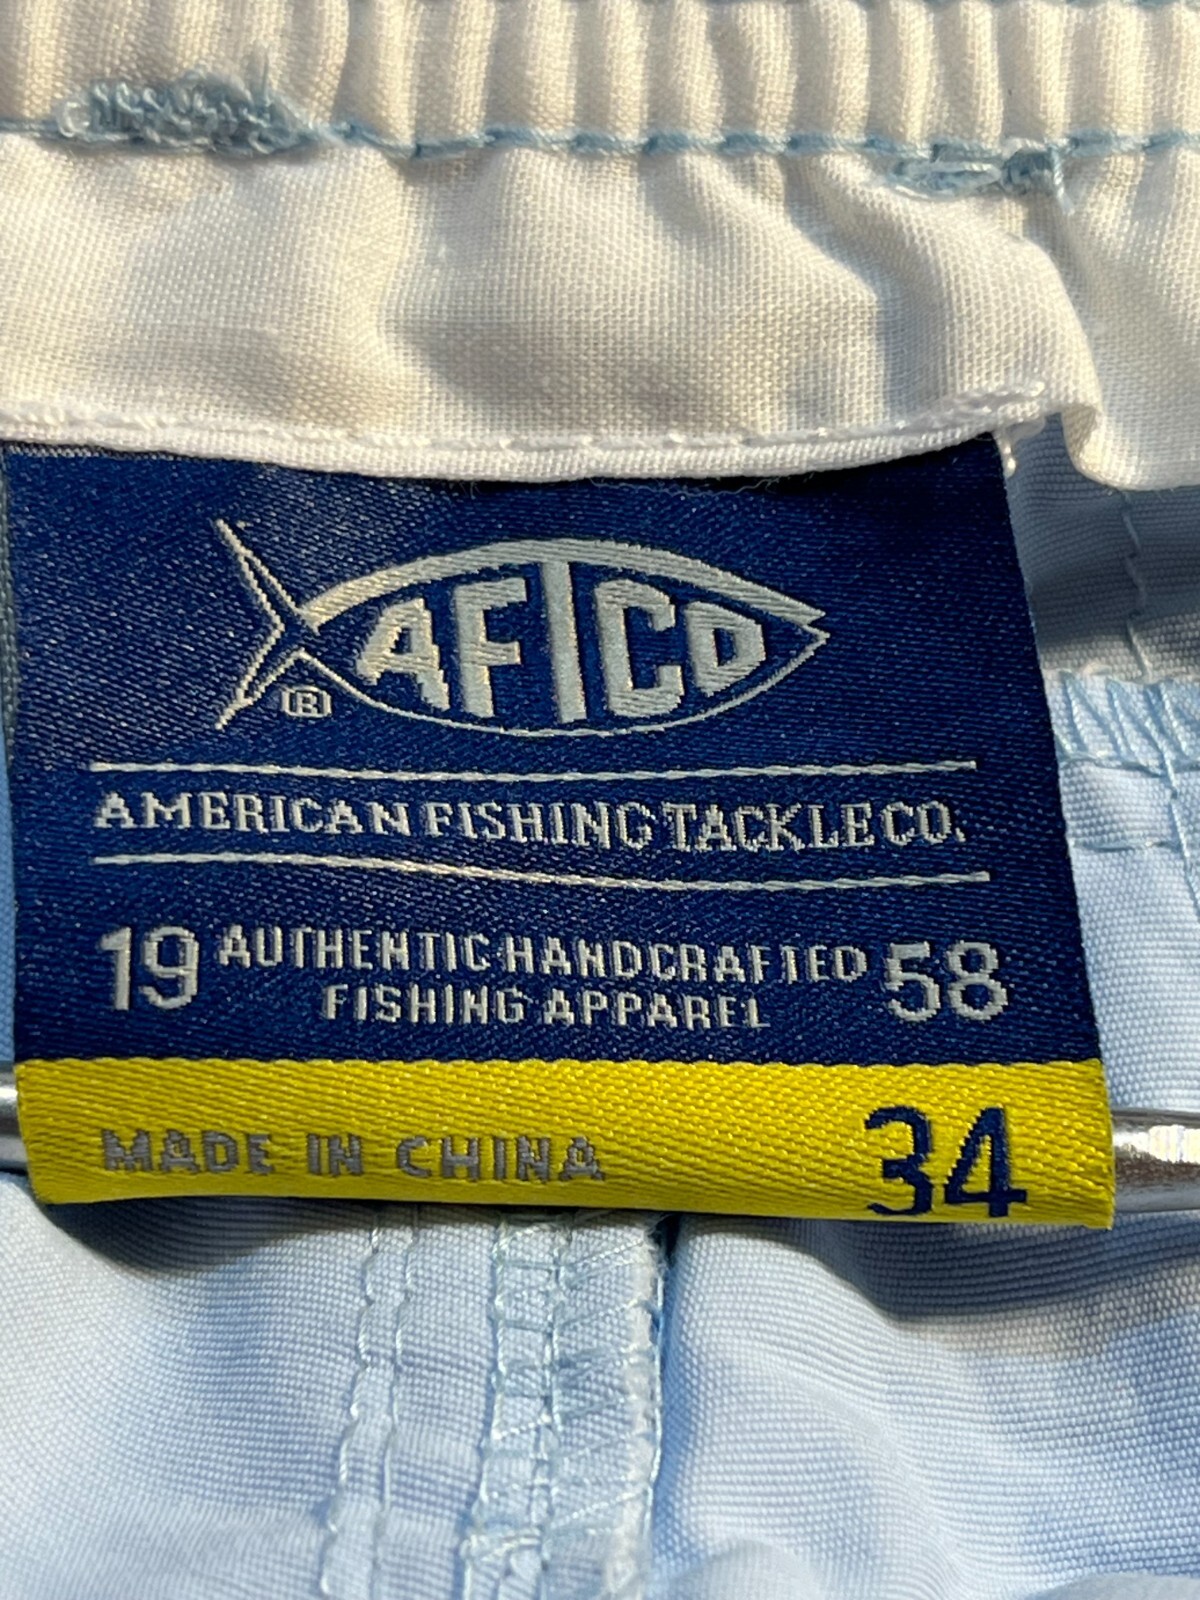 AFTCO
®
AMERICAN FISHING TACKLE CO.
19 AUTHENTIC HANDCRAFTED 58
FISHING APPAREL
MADE IN CHINA 34